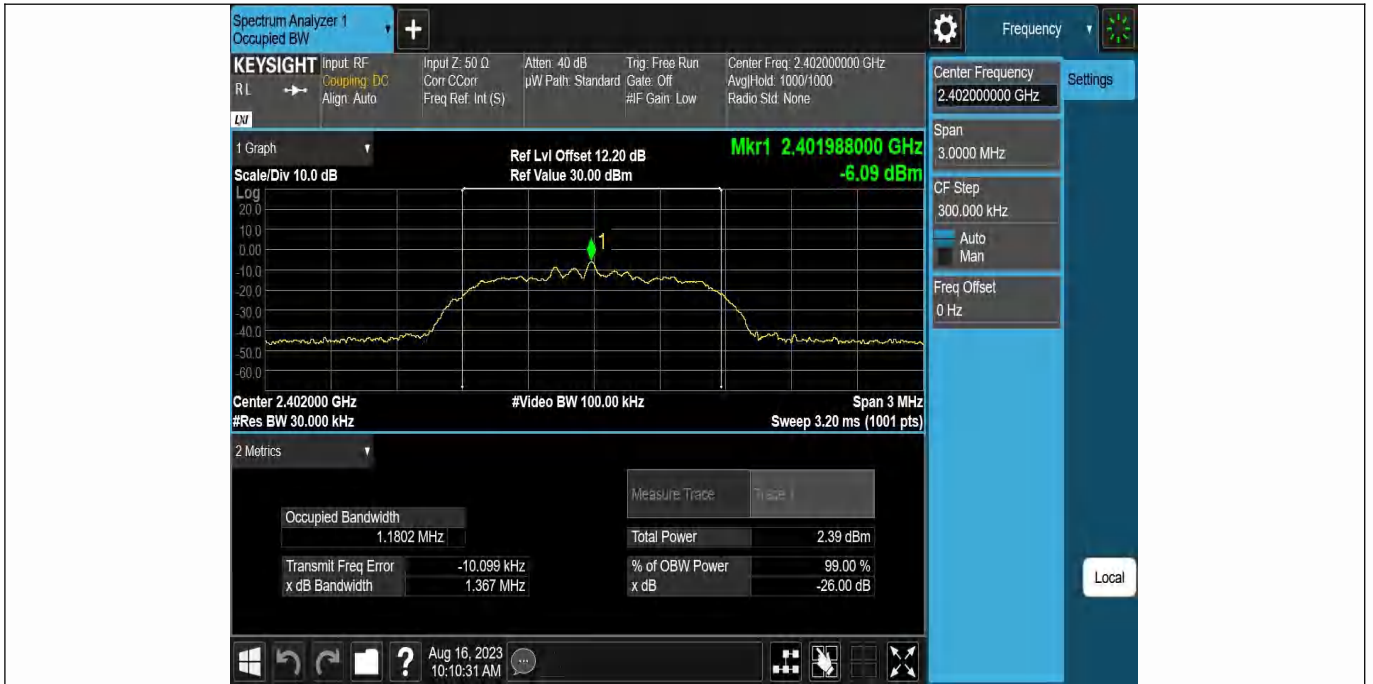 Spectrum Analyzer 1
Occupied BW
+
Frequency
KEYSIGHT
RL
LXI
Input: RF
Coupling: DC
Align: Auto
Input Z: 50 Ω
Corr CCorr
Freq Ref: Int (S)
Atten: 40 dB
µW Path: Standard
Trig: Free Run
Gate: Off
#IF Gain: Low
Center Freq: 2.402000000 GHz
Avg|Hold: 1000/1000
Radio Std: None
Center Frequency
2.402000000 GHz
Settings
Span
3.0000 MHz
CF Step
300.000 kHz
Auto
Man
Freq Offset
0 Hz
1 Graph
Scale/Div 10.0 dB
Ref Lvl Offset 12.20 dB
Ref Value 30.00 dBm
Mkr1 2.401988000 GHz
-6.09 dBm
Log
20.0
10.0
0.00
-10.0
-20.0
-30.0
-40.0
-50.0
-60.0
1
Center 2.402000 GHz
#Video BW 100.00 kHz
Span 3 MHz
#Res BW 30.000 kHz
Sweep 3.20 ms (1001 pts)
2 Metrics
Measure Trace
Trace 1
Occupied Bandwidth
1.1802 MHz
Total Power
2.39 dBm
Transmit Freq Error
-10.099 kHz
% of OBW Power
99.00 %
x dB Bandwidth
1.367 MHz
x dB
-26.00 dB
Local
?
Aug 16, 2023
10:10:31 AM